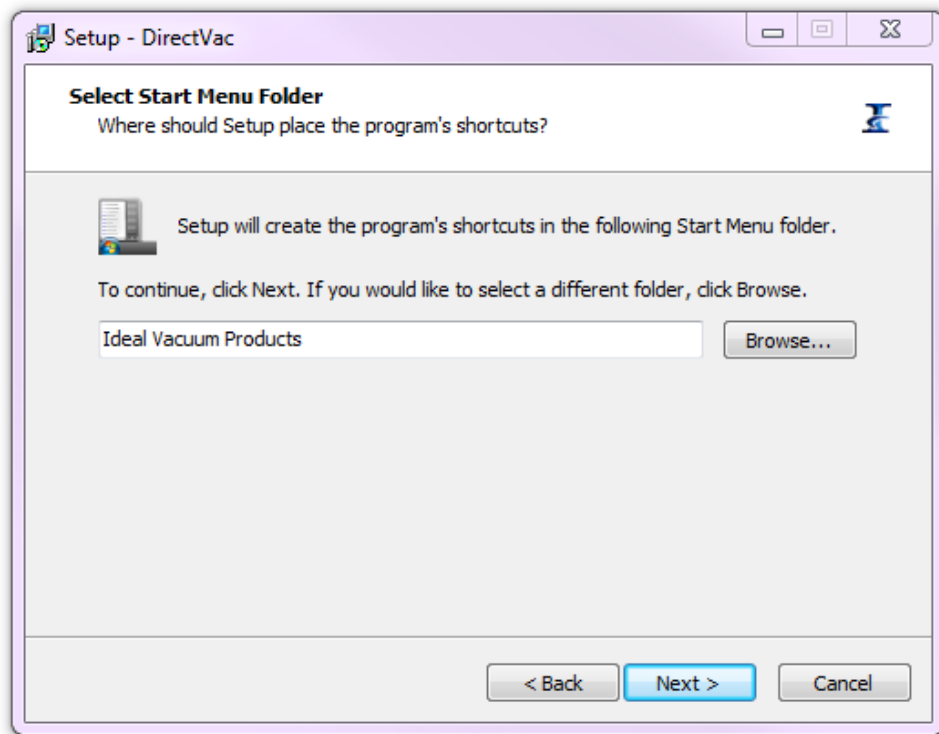 Setup - DirectVac
Select Start Menu Folder
Where should Setup place the program's shortcuts?
Setup will create the program's shortcuts in the following Start Menu folder.
To continue, click Next. If you would like to select a different folder, click Browse.
Ideal Vacuum Products
Browse...
< Back
Next >
Cancel